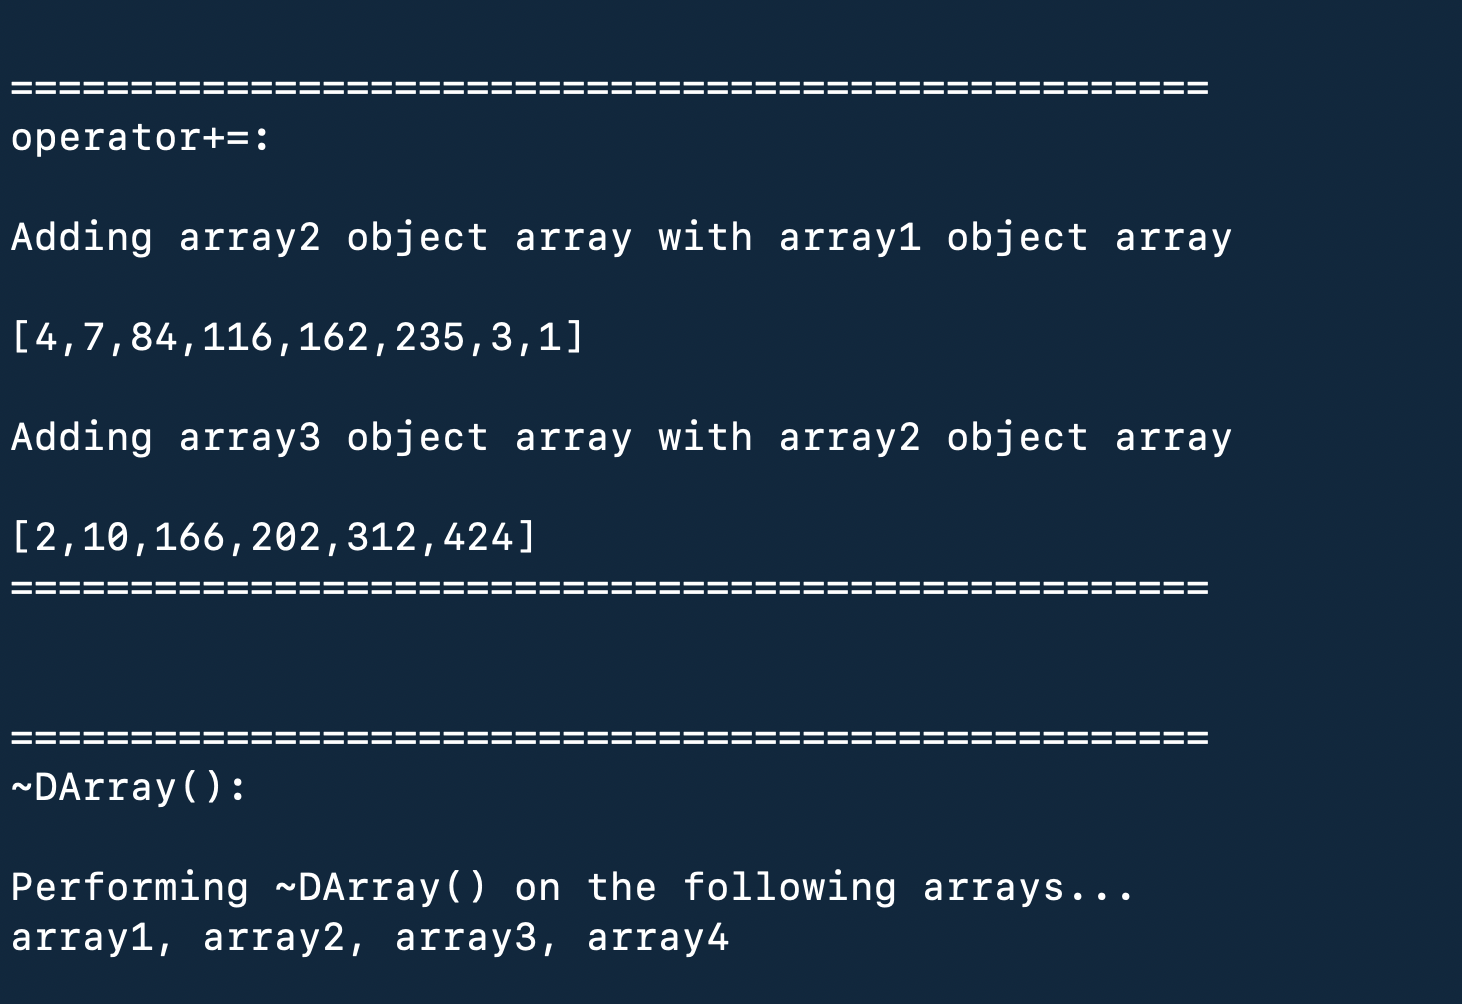 ==================================================
operator+=:
Adding array2 object array with array1 object array
[4,7,84,116,162,235,3,1]
Adding array3 object array with array2 object array
[2,10,166,202,312,424]
==================================================
==================================================
~DArray():
Performing ~DArray() on the following arrays...
array1, array2, array3, array4